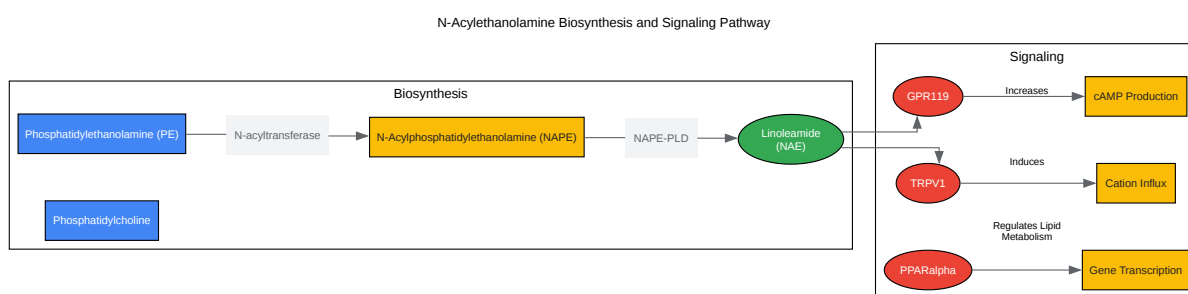 N-Acylethanolamine Biosynthesis and Signaling Pathway
Biosynthesis
Phosphatidylethanolamine (PE)
N-acyltransferase
N-Acylphosphatidylethanolamine (NAPE)
NAPE-PLD
Linoleamide
(NAE)
Phosphatidylcholine
Signaling
GPR119
Increases
cAMP Production
TRPV1
Induces
Cation Influx
PPARalpha
Regulates Lipid
Metabolism
Gene Transcription